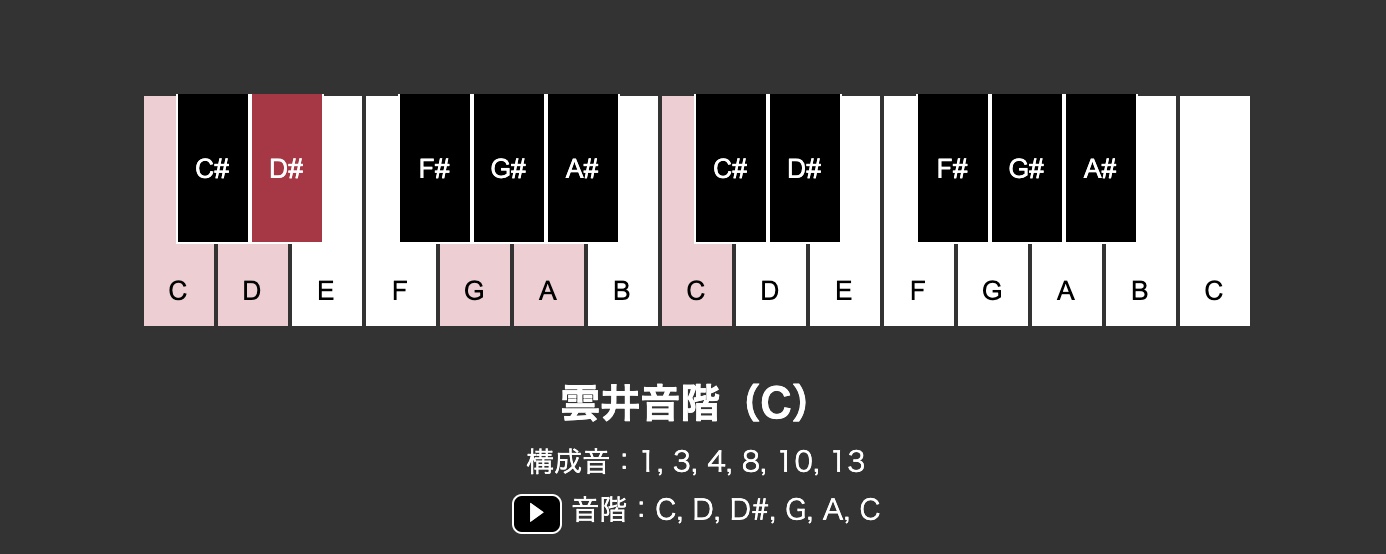 C# D# F# G# A# C# D# F# G# A#
C D E F G A B C D E F G A B C
雲井音階（C）
構成音：1, 3, 4, 8, 10, 13
音階：C, D, D#, G, A, C